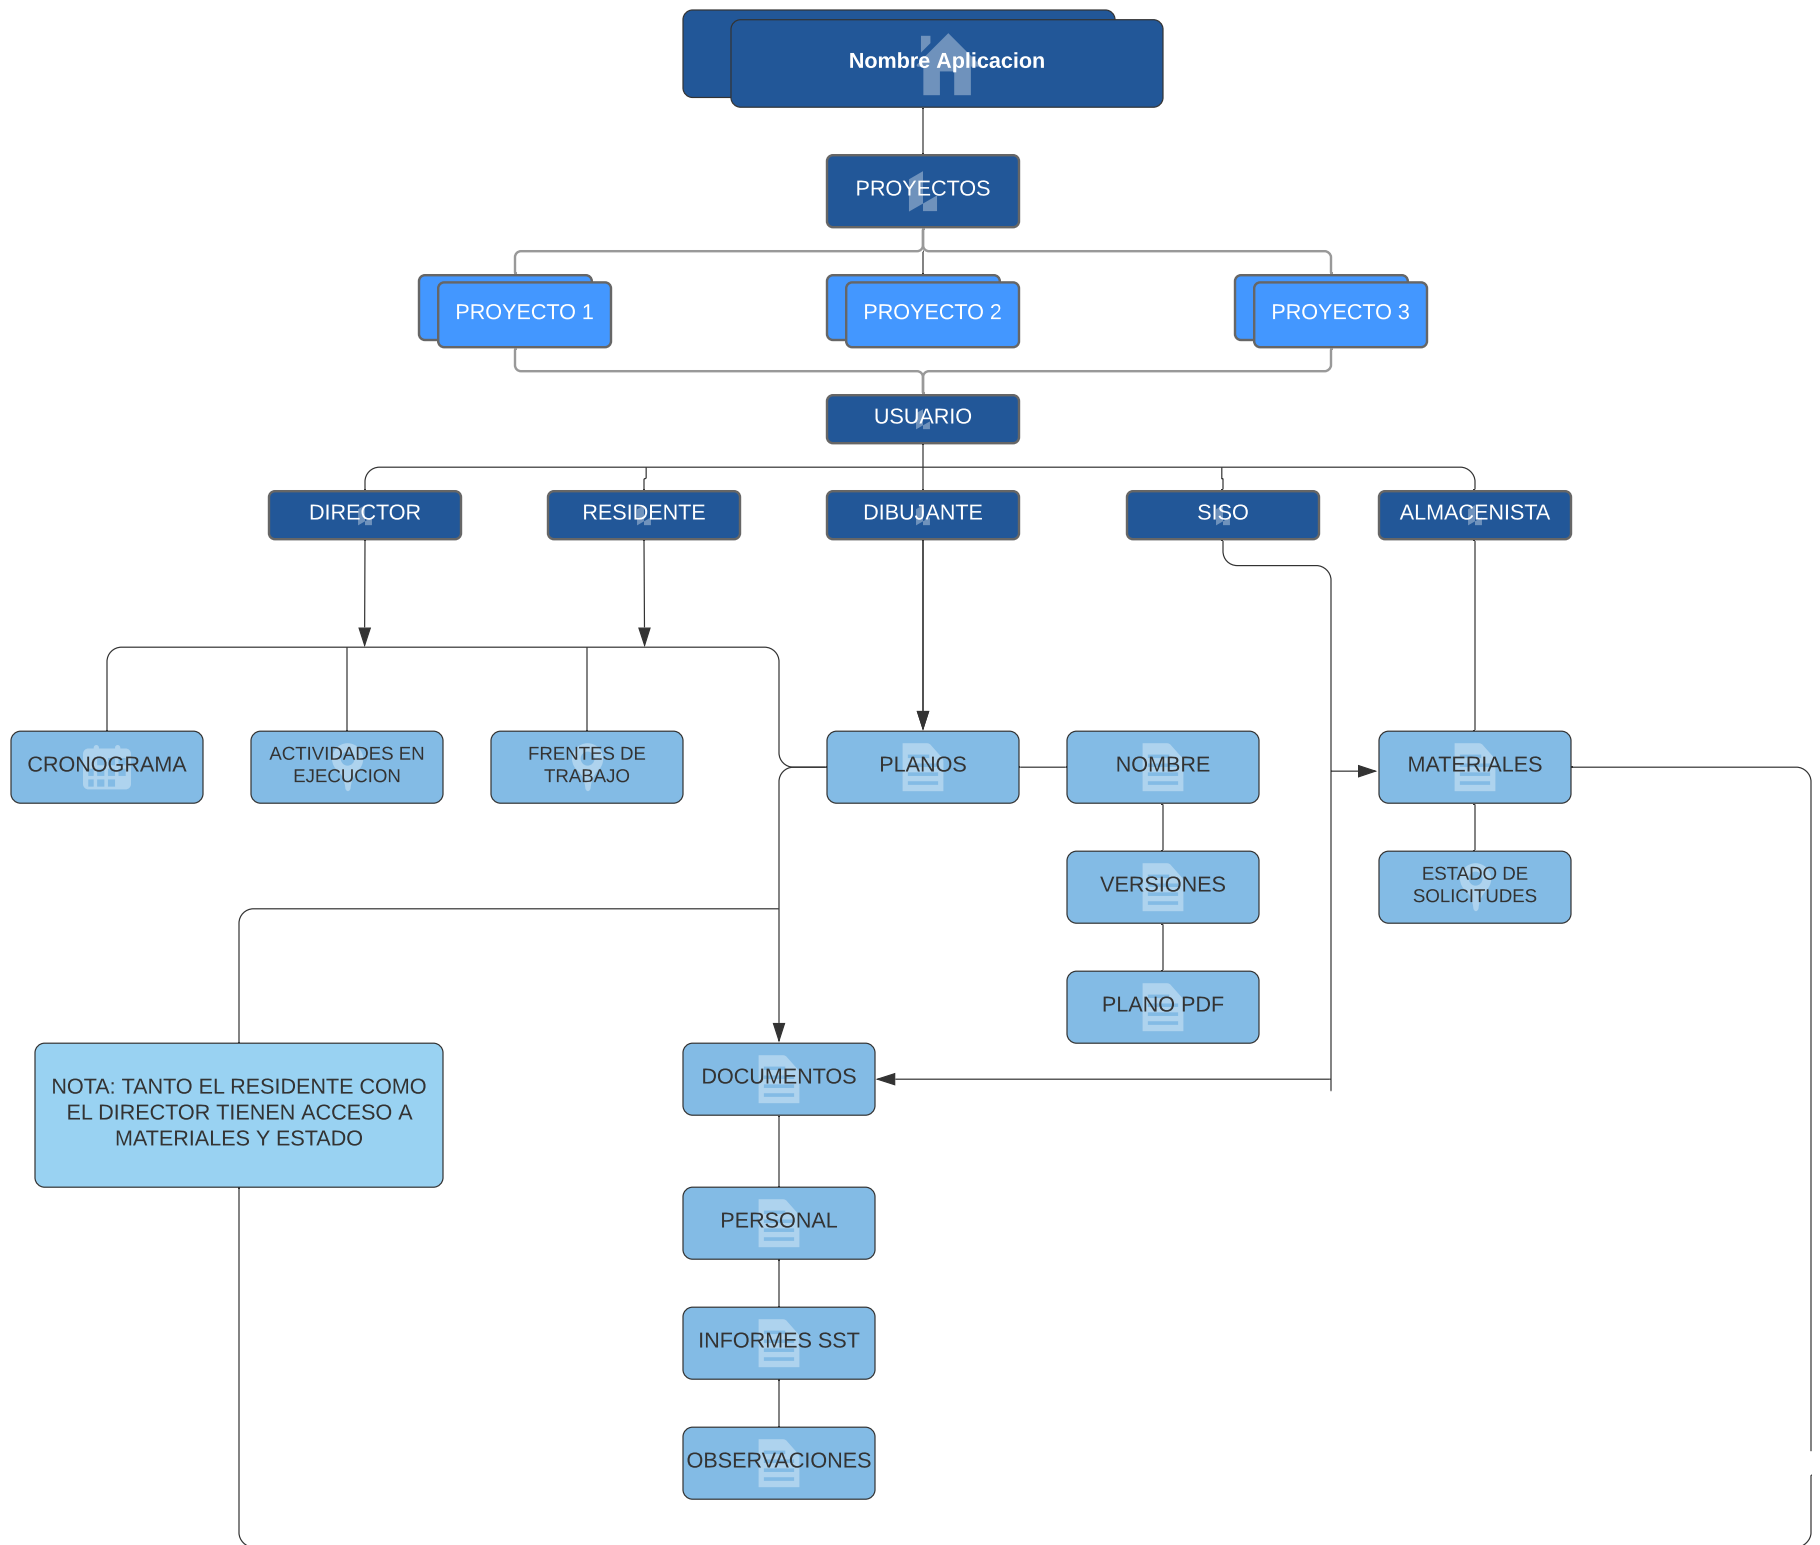 Nombre Aplicacion
PROYECTOS
PROYECTO 1
PROYECTO 2
PROYECTO 3
USUARIO
DIRECTOR
RESIDENTE
DIBUJANTE
SISO
ALMACENISTA
CRONOGRAMA
ACTIVIDADES EN
EJECUCION
FRENTES DE
TRABAJO
PLANOS
NOMBRE
MATERIALES
VERSIONES
ESTADO DE
SOLICITUDES
PLANO PDF
NOTA: TANTO EL RESIDENTE COMO
EL DIRECTOR TIENEN ACCESO A
MATERIALES Y ESTADO
DOCUMENTOS
PERSONAL
INFORMES SST
OBSERVACIONES